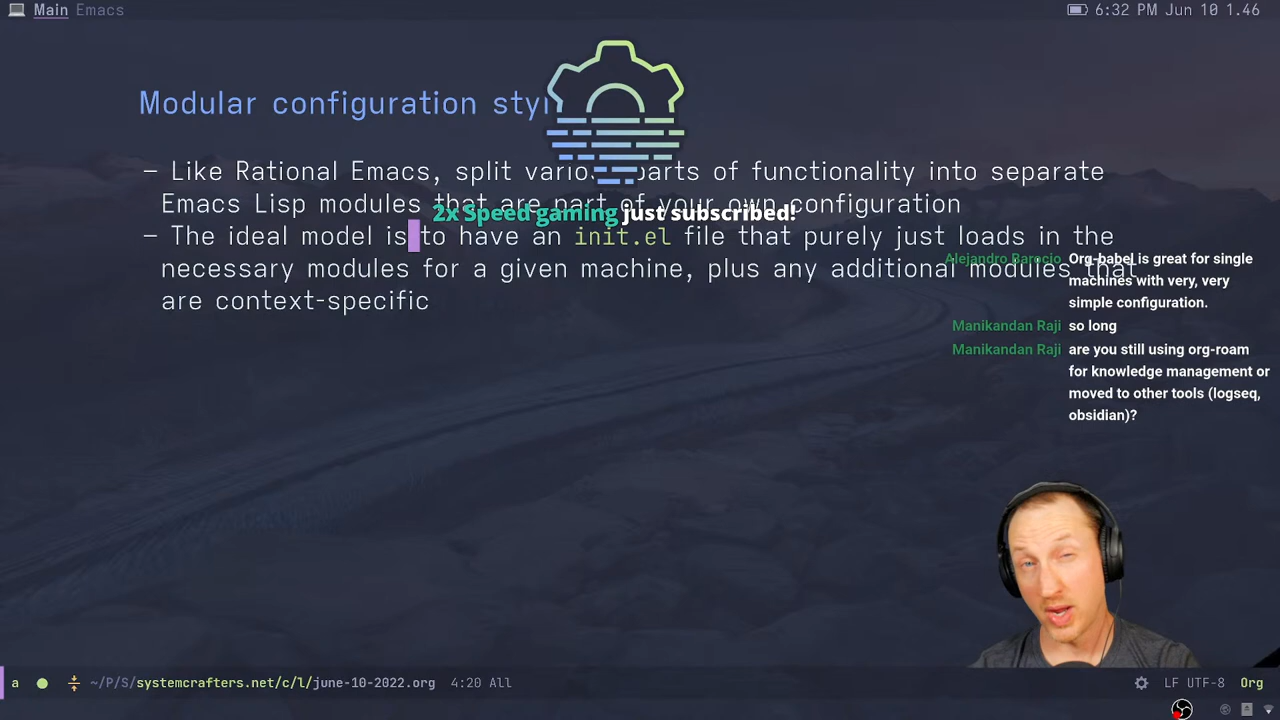 Main Emacs
6:32 PM Jun 10 1.46
Modular configuration
– Like Rational Emacs, split parts of functionality into separate
Emacs Lisp modules that are part of your own configuration
2x Speed gaming just subscribed!
– The ideal model is to have an init.el file that purely just loads in the
necessary modules for a given machine, plus any additional modules that
are context-specific
Alejandro Barocio Org-babel is great for single
machines with very, very
simple configuration.
Manikandan Raji so long
Manikandan Raji are you still using org-roam
for knowledge management or
moved to other tools (logseq,
obsidian)?
a ~/P/S/systemcrafters.net/c/l/june-10-2022.org 4:20 All
LF UTF-8 Org